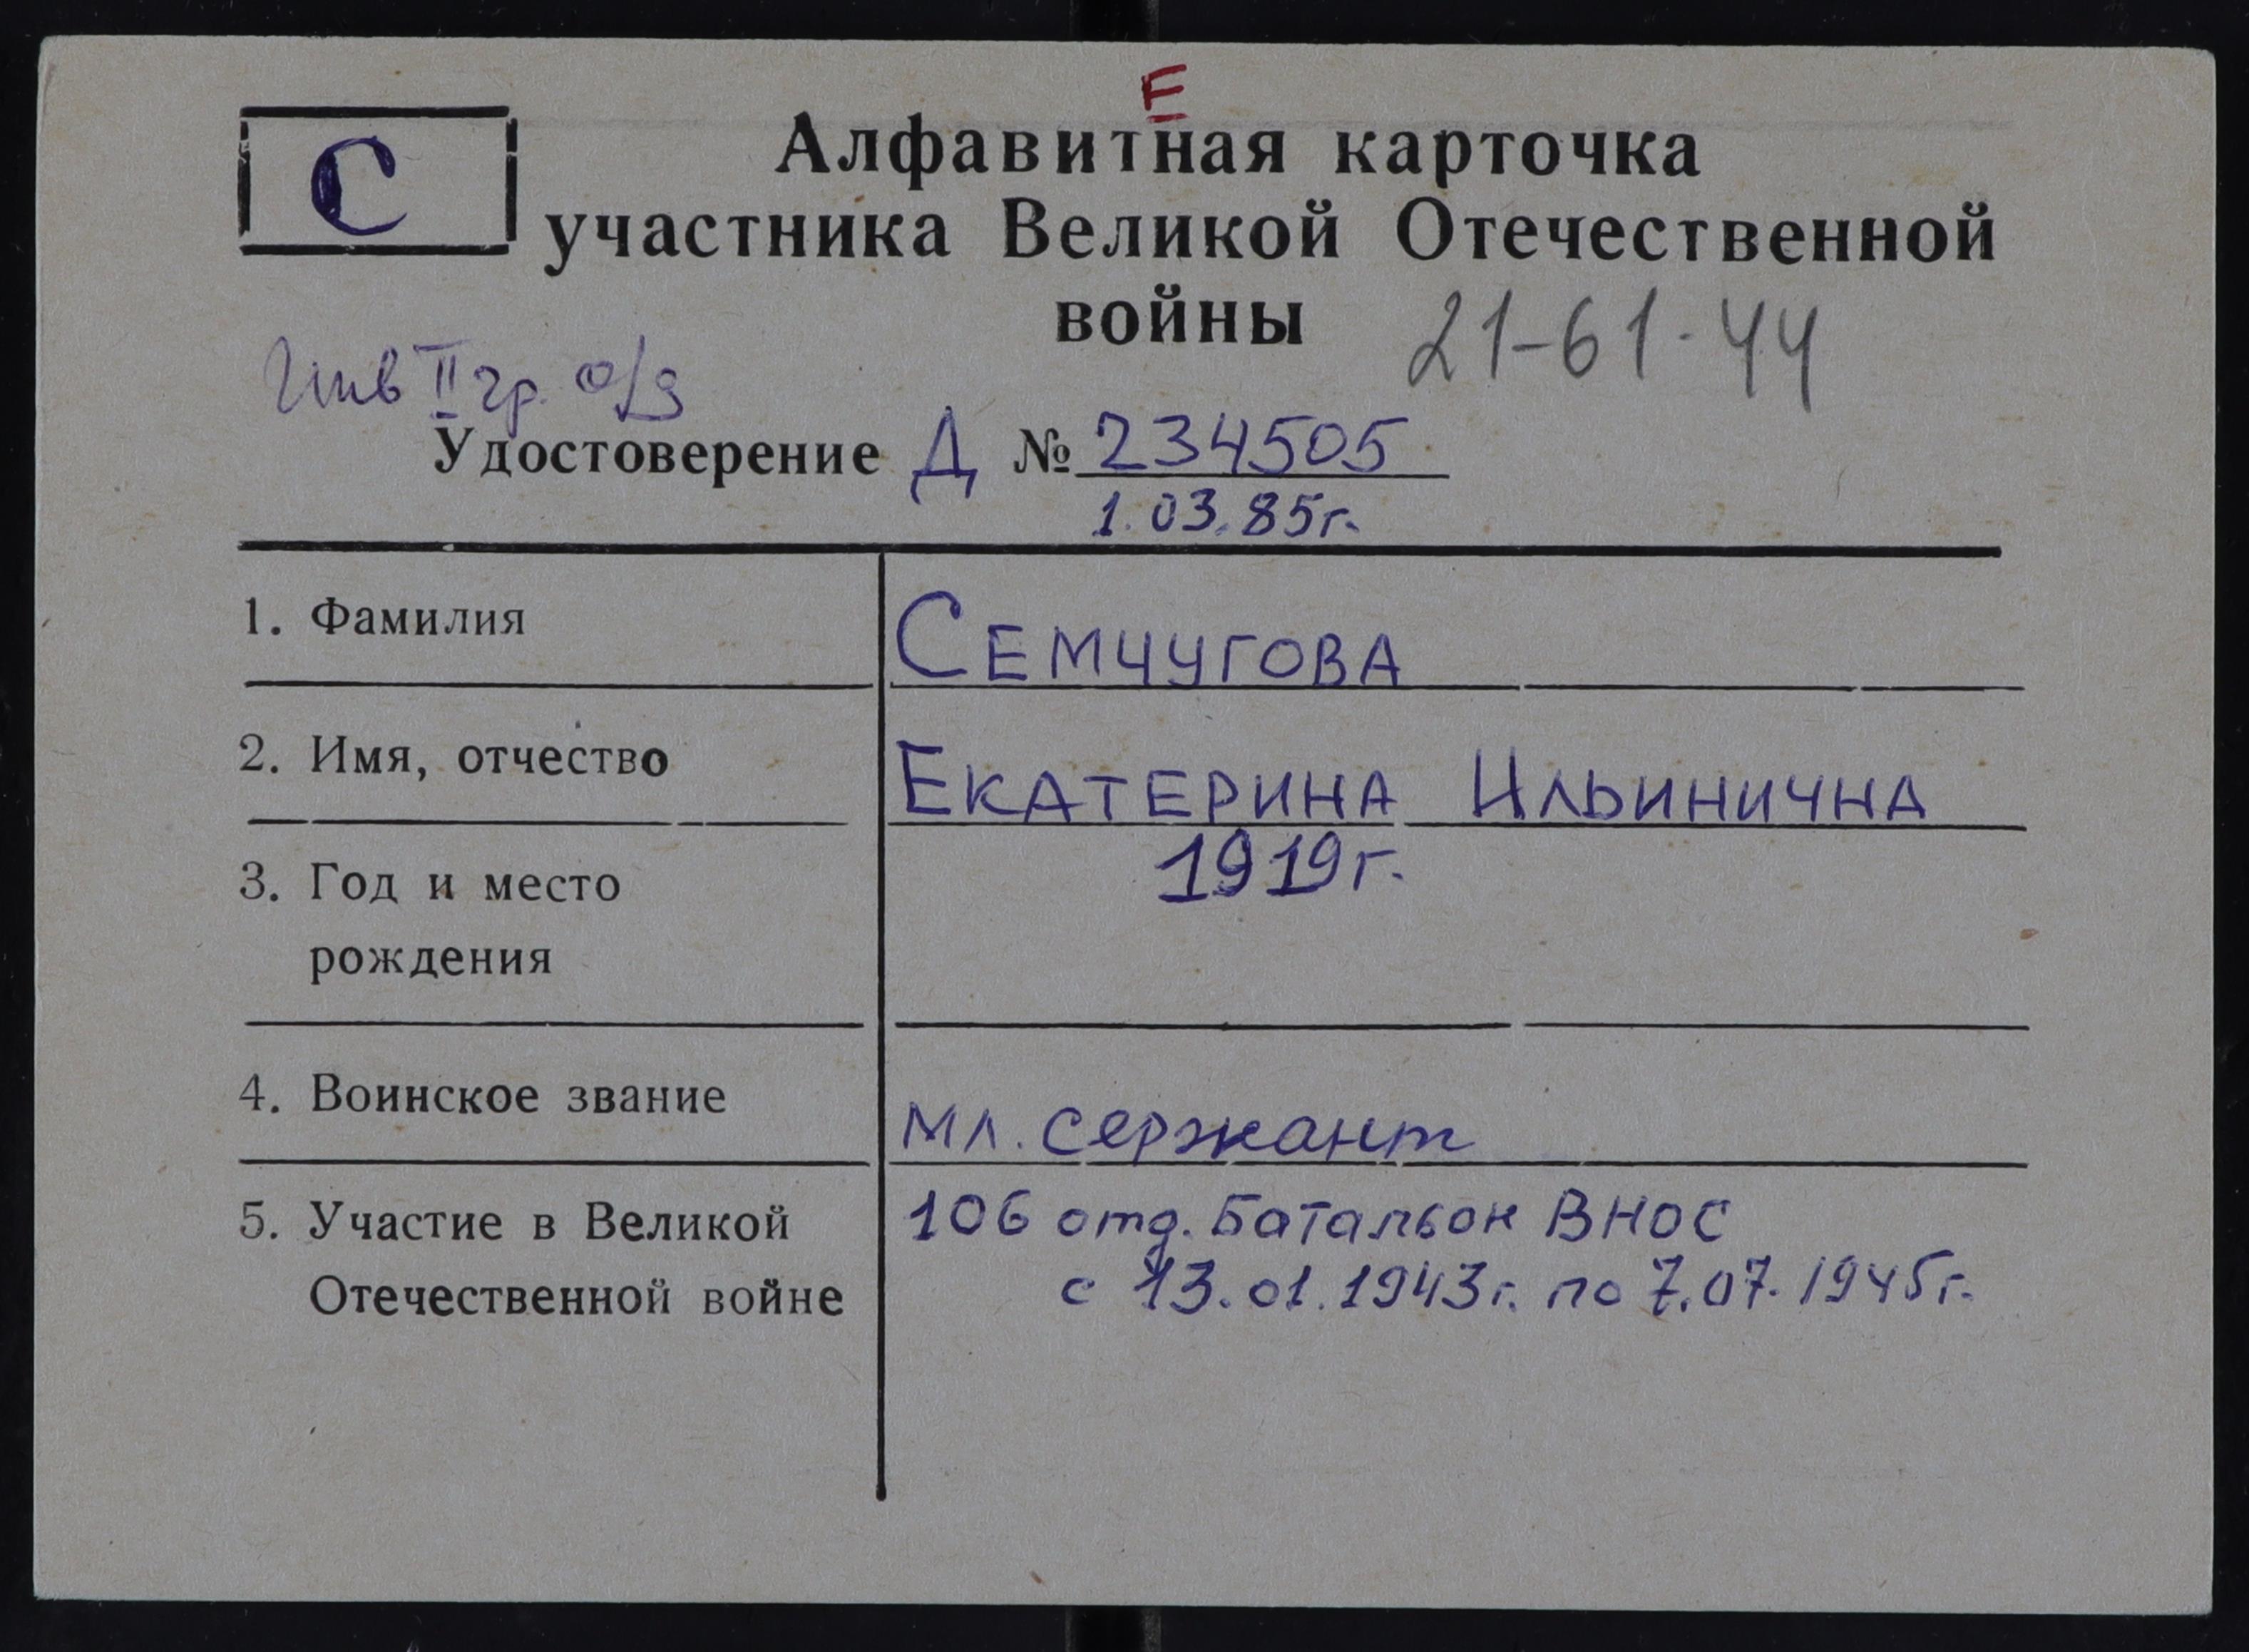 Е
С
Алфавитная карточка
участника Великой Отечественной
войны
21-61-44
Инв II гр. о/з
Удостоверение Д № 234505
1.03.85г.
1. Фамилия
Семчугова
2. Имя, отчество
Екатерина Ильинична
3. Год и место
рождения
1919г.
4. Воинское звание
мл. сержант
5. Участие в Великой
Отечественной войне
106 отд. батальон ВНОС
с 13.01.1943г. по 7.07.1945г.